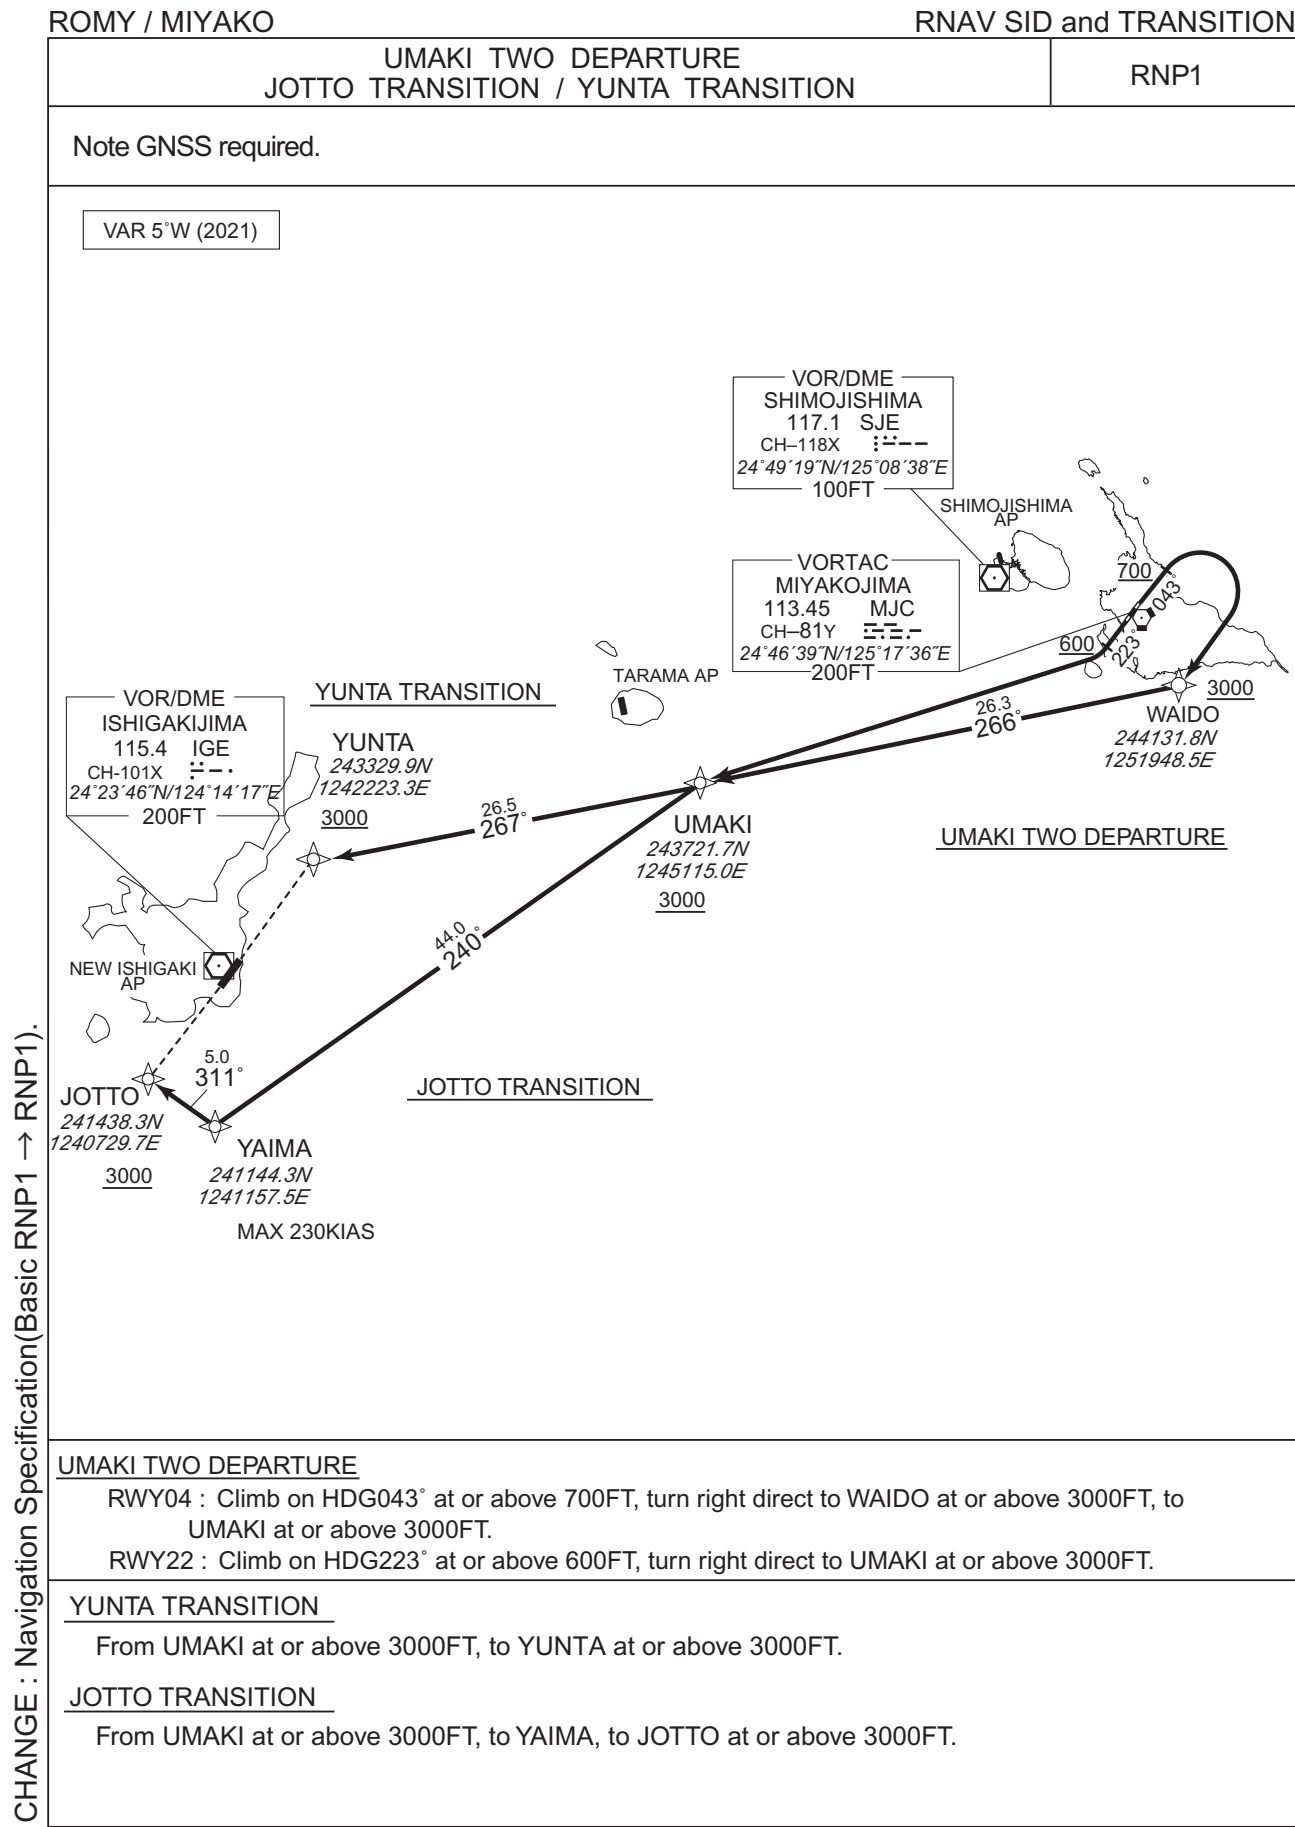 ROMY / MIYAKO
RNAV SID and TRANSITION
UMAKI TWO DEPARTURE
JOTTO TRANSITION / YUNTA TRANSITION
RNP1
Note GNSS required.
VAR 5˚W (2021)
VOR/DME
SHIMOJISHIMA
117.1 SJE
CH–118X
24˚49´19˝N/125˚08´38˝E
100FT
SHIMOJISHIMA
AP
VORTAC
MIYAKOJIMA
113.45 MJC
CH–81Y
24˚46´39˝N/125˚17´36˝E
200FT
700
043˚
600
223˚
TARAMA AP
3000
WAIDO
244131.8N
1251948.5E
26.3
266˚
VOR/DME
ISHIGAKIJIMA
115.4 IGE
CH-101X
24˚23´46˝N/124˚14´17˝E
200FT
YUNTA TRANSITION
YUNTA
243329.9N
1242223.3E
3000
26.5
267˚
UMAKI
243721.7N
1245115.0E
3000
UMAKI TWO DEPARTURE
44.0
240˚
NEW ISHIGAKI
AP
5.0
311˚
JOTTO TRANSITION
JOTTO
241438.3N
1240729.7E
3000
YAIMA
241144.3N
1241157.5E
MAX 230KIAS
UMAKI TWO DEPARTURE
RWY04 : Climb on HDG043˚ at or above 700FT, turn right direct to WAIDO at or above 3000FT, to
UMAKI at or above 3000FT.
RWY22 : Climb on HDG223˚ at or above 600FT, turn right direct to UMAKI at or above 3000FT.
YUNTA TRANSITION
From UMAKI at or above 3000FT, to YUNTA at or above 3000FT.
JOTTO TRANSITION
From UMAKI at or above 3000FT, to YAIMA, to JOTTO at or above 3000FT.
CHANGE : Navigation Specification(Basic RNP1 → RNP1).